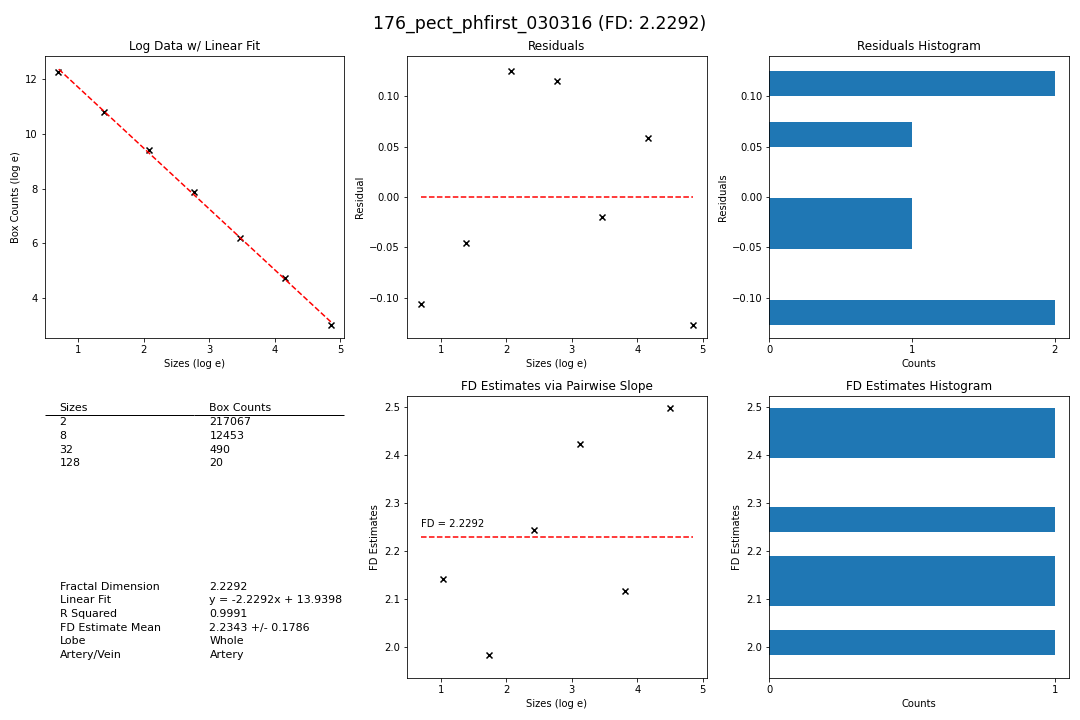 176_pect_phfirst_030316 (FD: 2.2292)
Log Data w/ Linear Fit
Box Counts (log e)
12
10
8
6
4
1 2 3 4 5
Sizes (log e)
Residuals
Residual
0.10
0.05
0.00
−0.05
−0.10
1 2 3 4 5
Sizes (log e)
Residuals Histogram
Residuals
0.10
0.05
0.00
−0.05
−0.10
0 1 2
Counts
Sizes Box Counts
2 217067
8 12453
32 490
128 20
Fractal Dimension 2.2292
Linear Fit y = -2.2292x + 13.9398
R Squared 0.9991
FD Estimate Mean 2.2343 +/- 0.1786
Lobe Whole
Artery/Vein Artery
FD Estimates via Pairwise Slope
FD Estimates
2.5
2.4
2.3
2.2
2.1
2.0
FD = 2.2292
1 2 3 4 5
Sizes (log e)
FD Estimates Histogram
FD Estimates
2.5
2.4
2.3
2.2
2.1
2.0
0 1
Counts